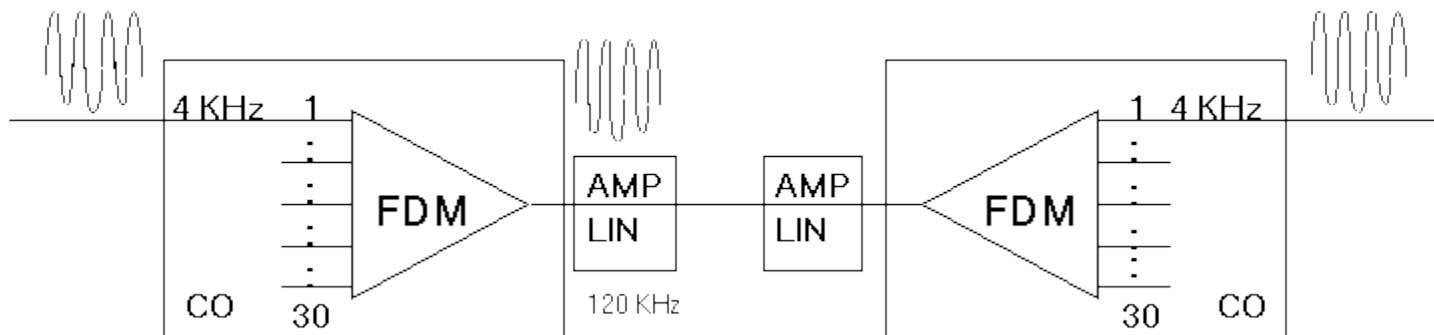 4 KHz 1
FDM
30
CO
AMP
LIN
120 KHz
AMP
LIN
1 4 KHz
FDM
30
CO